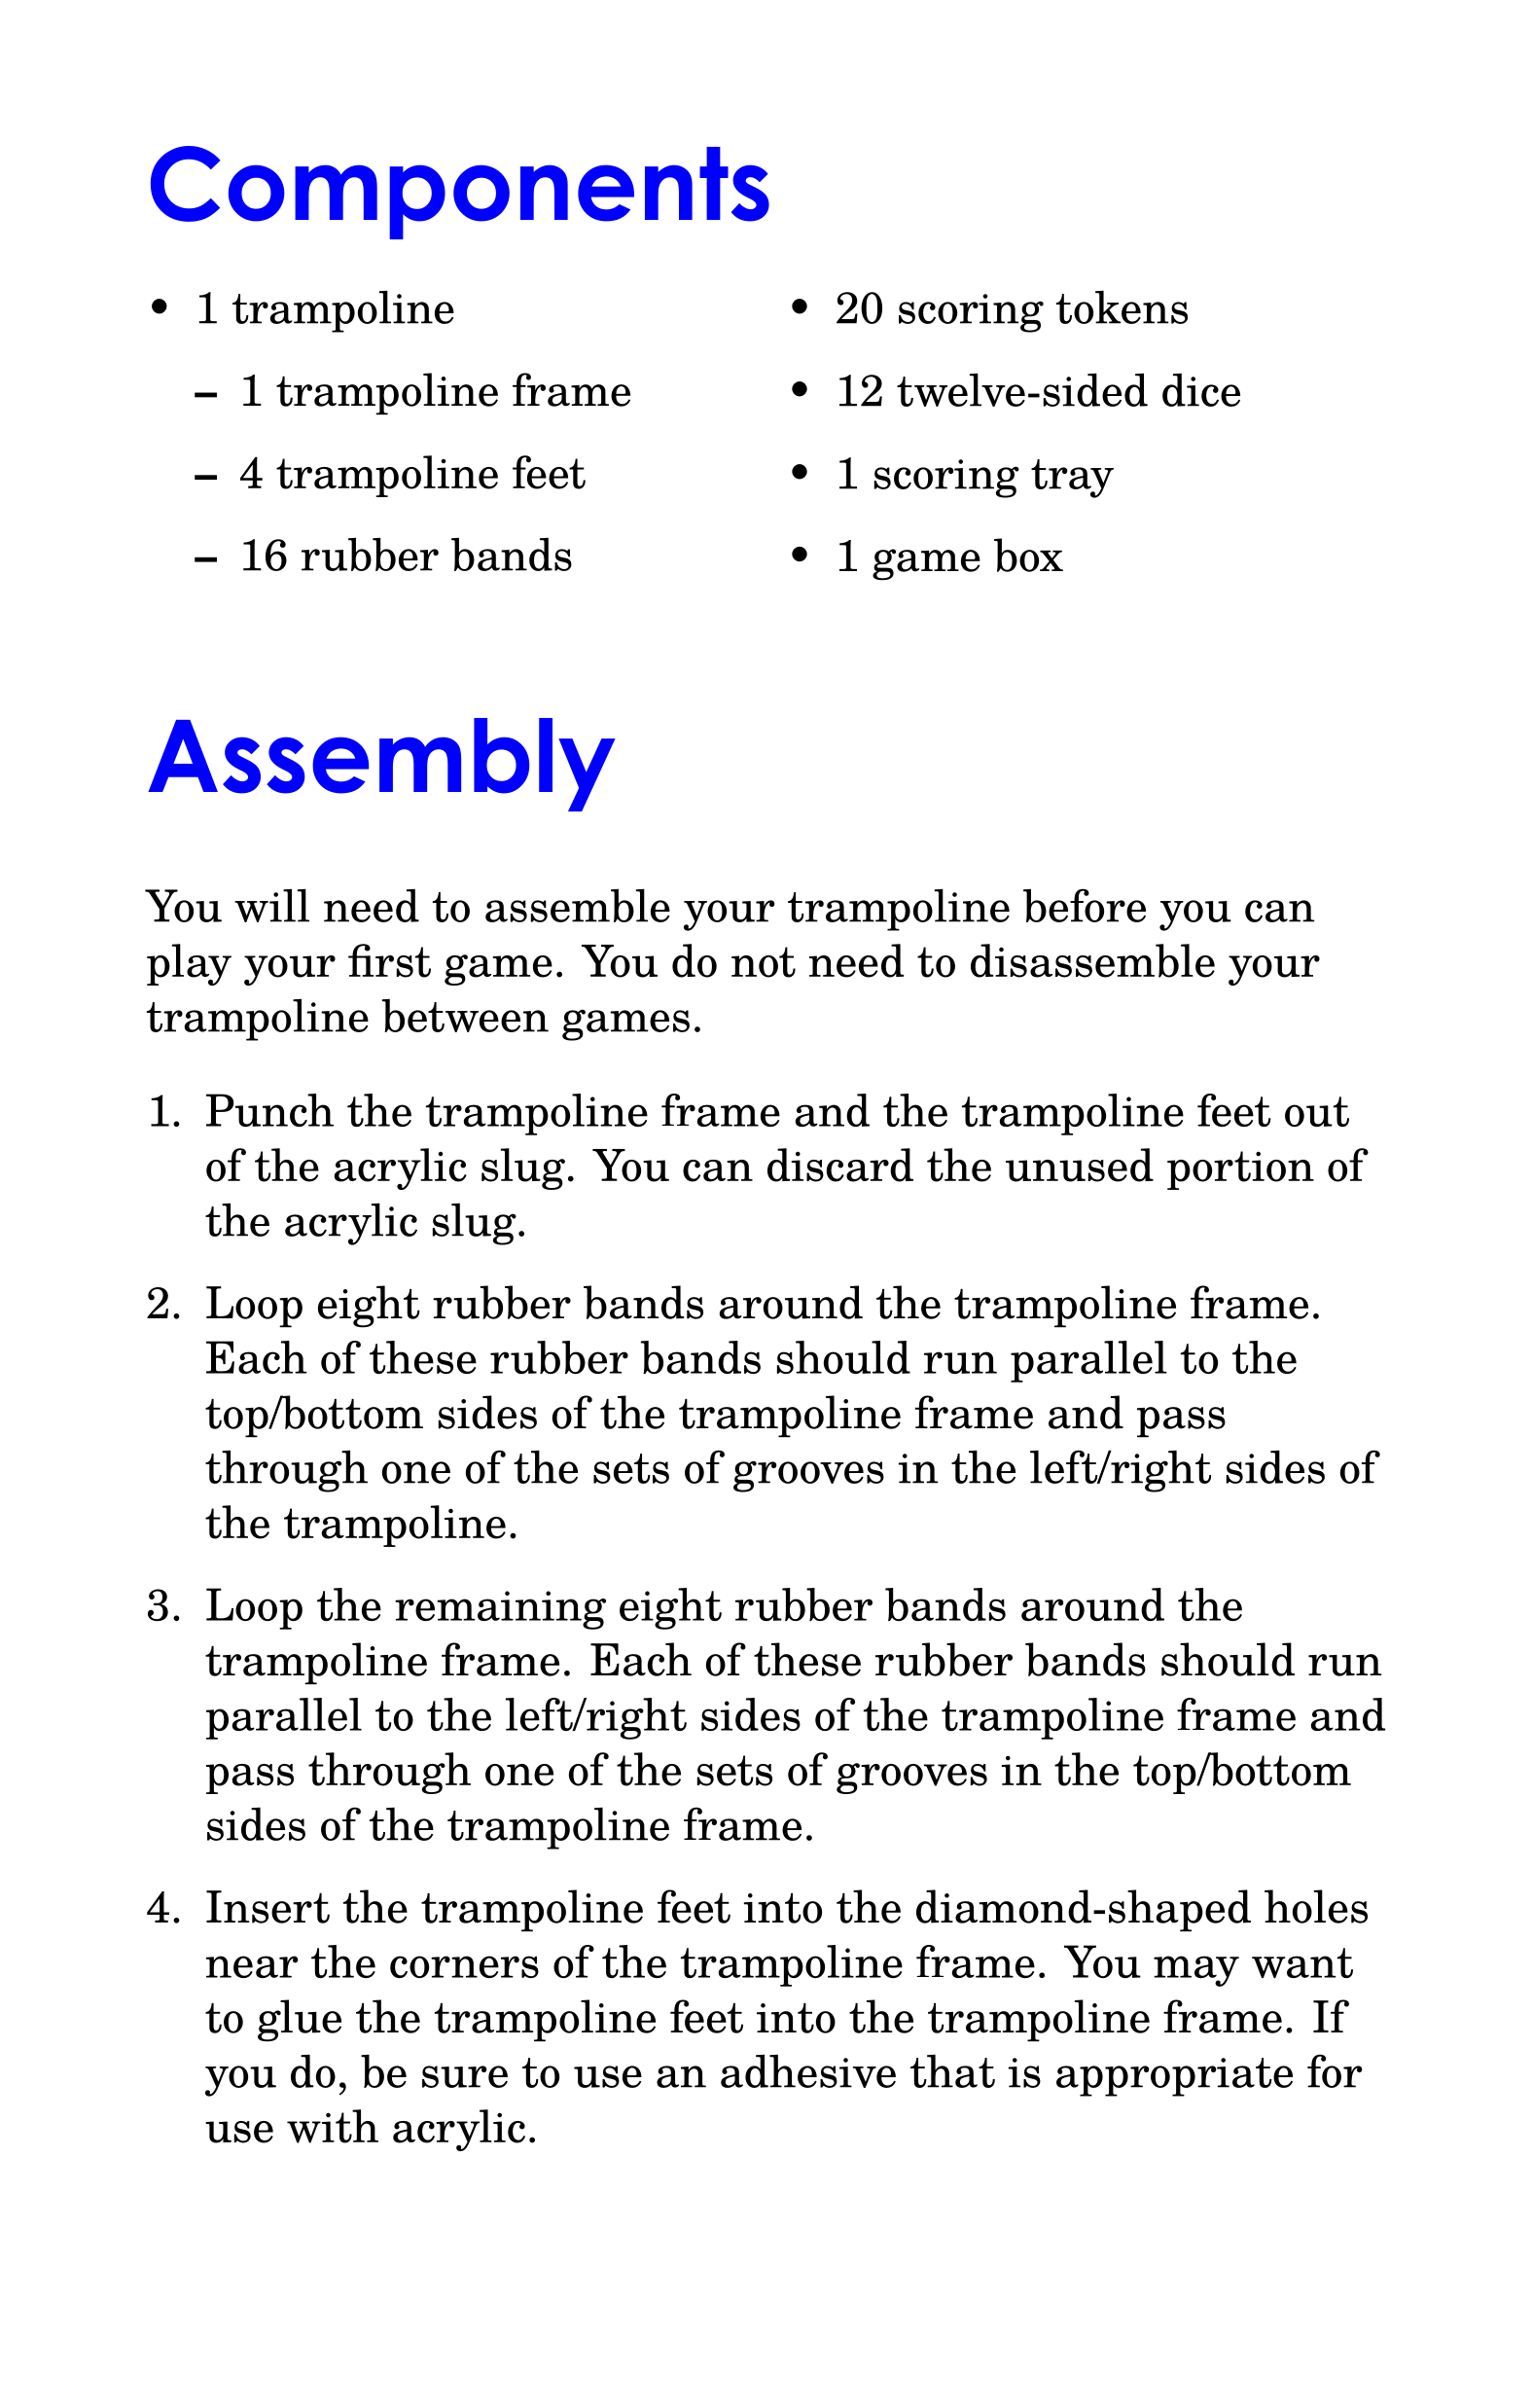 Components
• 1 trampoline
– 1 trampoline frame
– 4 trampoline feet
– 16 rubber bands
• 20 scoring tokens
• 12 twelve-sided dice
• 1 scoring tray
• 1 game box
Assembly
You will need to assemble your trampoline before you can
play your first game. You do not need to disassemble your
trampoline between games.
1. Punch the trampoline frame and the trampoline feet out
of the acrylic slug. You can discard the unused portion of
the acrylic slug.
2. Loop eight rubber bands around the trampoline frame.
Each of these rubber bands should run parallel to the
top/bottom sides of the trampoline frame and pass
through one of the sets of grooves in the left/right sides of
the trampoline.
3. Loop the remaining eight rubber bands around the
trampoline frame. Each of these rubber bands should run
parallel to the left/right sides of the trampoline frame and
pass through one of the sets of grooves in the top/bottom
sides of the trampoline frame.
4. Insert the trampoline feet into the diamond-shaped holes
near the corners of the trampoline frame. You may want
to glue the trampoline feet into the trampoline frame. If
you do, be sure to use an adhesive that is appropriate for
use with acrylic.